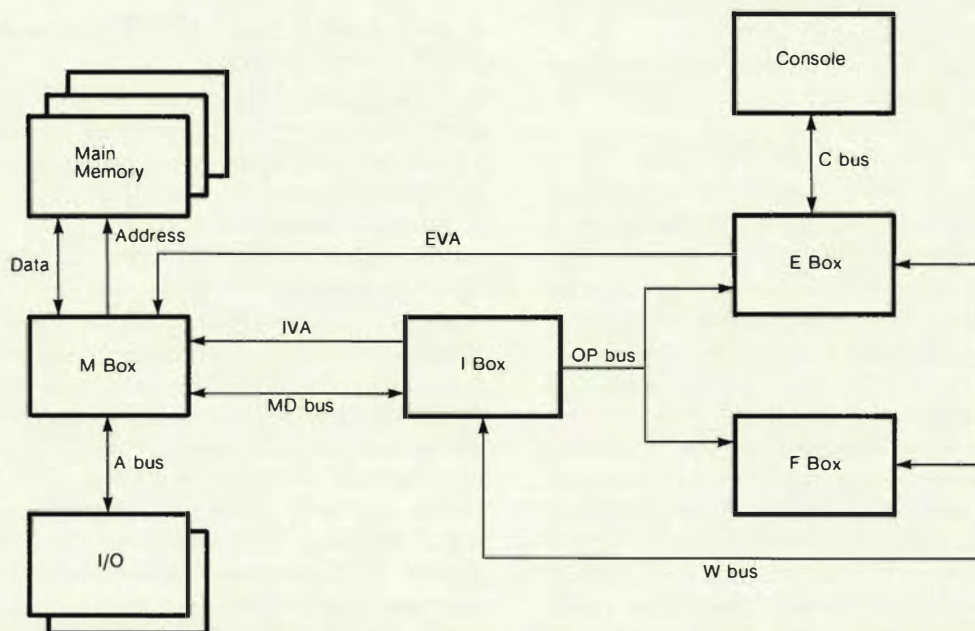 Console
Main
Memory
C bus
Address
EVA
Data
E Box
IVA
M Box
I Box
OP bus
MD bus
A bus
F Box
I/O
W bus